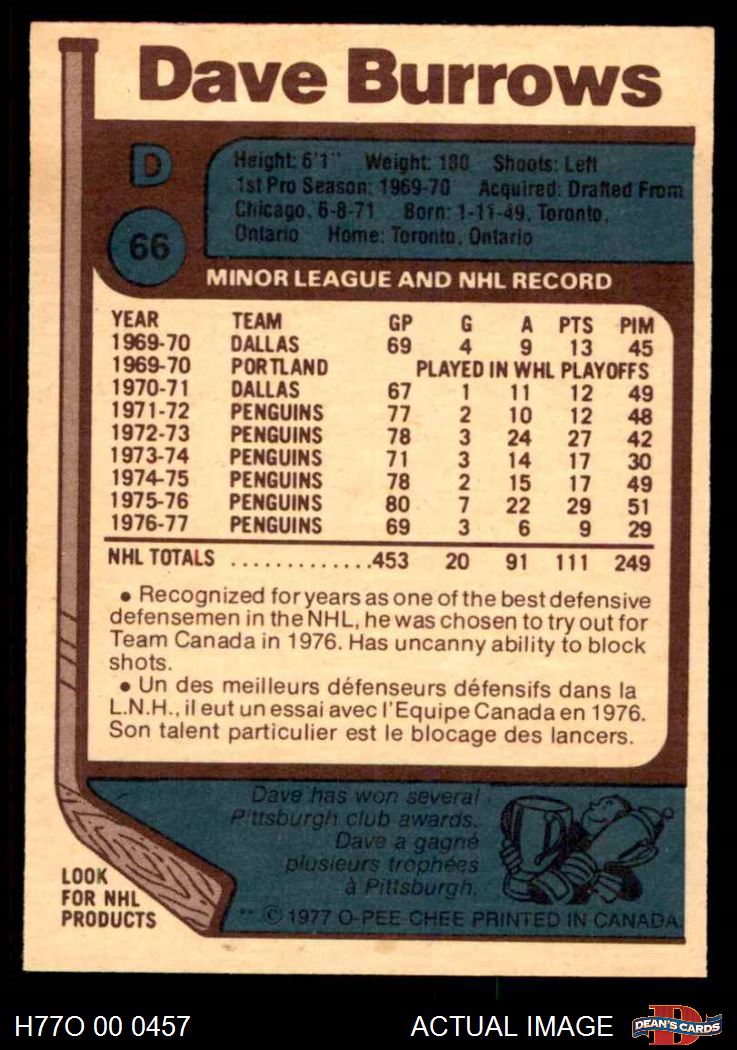 Dave Burrows
D
66
Height: 6'1" Weight: 180 Shoots: Left
1st Pro Season: 1969-70 Acquired: Drafted From
Chicago, 6-8-71 Born: 1-11-49, Toronto,
Ontario Home: Toronto, Ontario
MINOR LEAGUE AND NHL RECORD
YEAR TEAM GP G A PTS PIM
1969-70 DALLAS 69 4 9 13 45
1969-70 PORTLAND PLAYED IN WHL PLAYOFFS
1970-71 DALLAS 67 1 11 12 49
1971-72 PENGUINS 77 2 10 12 48
1972-73 PENGUINS 78 3 24 27 42
1973-74 PENGUINS 71 3 14 17 30
1974-75 PENGUINS 78 2 15 17 49
1975-76 PENGUINS 80 7 22 29 51
1976-77 PENGUINS 69 3 6 9 29
NHL TOTALS .............453 20 91 111 249
• Recognized for years as one of the best defensive
defensemen in the NHL, he was chosen to try out for
Team Canada in 1976. Has uncanny ability to block
shots.
• Un des meilleurs défenseurs défensifs dans la
L.N.H., il eut un essai avec l'Equipe Canada en 1976.
Son talent particulier est le blocage des lancers.
Dave has won several
Pittsburgh club awards.
Dave a gagné
plusieurs trophées
à Pittsburgh.
LOOK
FOR NHL
PRODUCTS
** © 1977 O-PEE-CHEE PRINTED IN CANADA
H77O 00 0457
ACTUAL IMAGE
DEAN'S CARDS